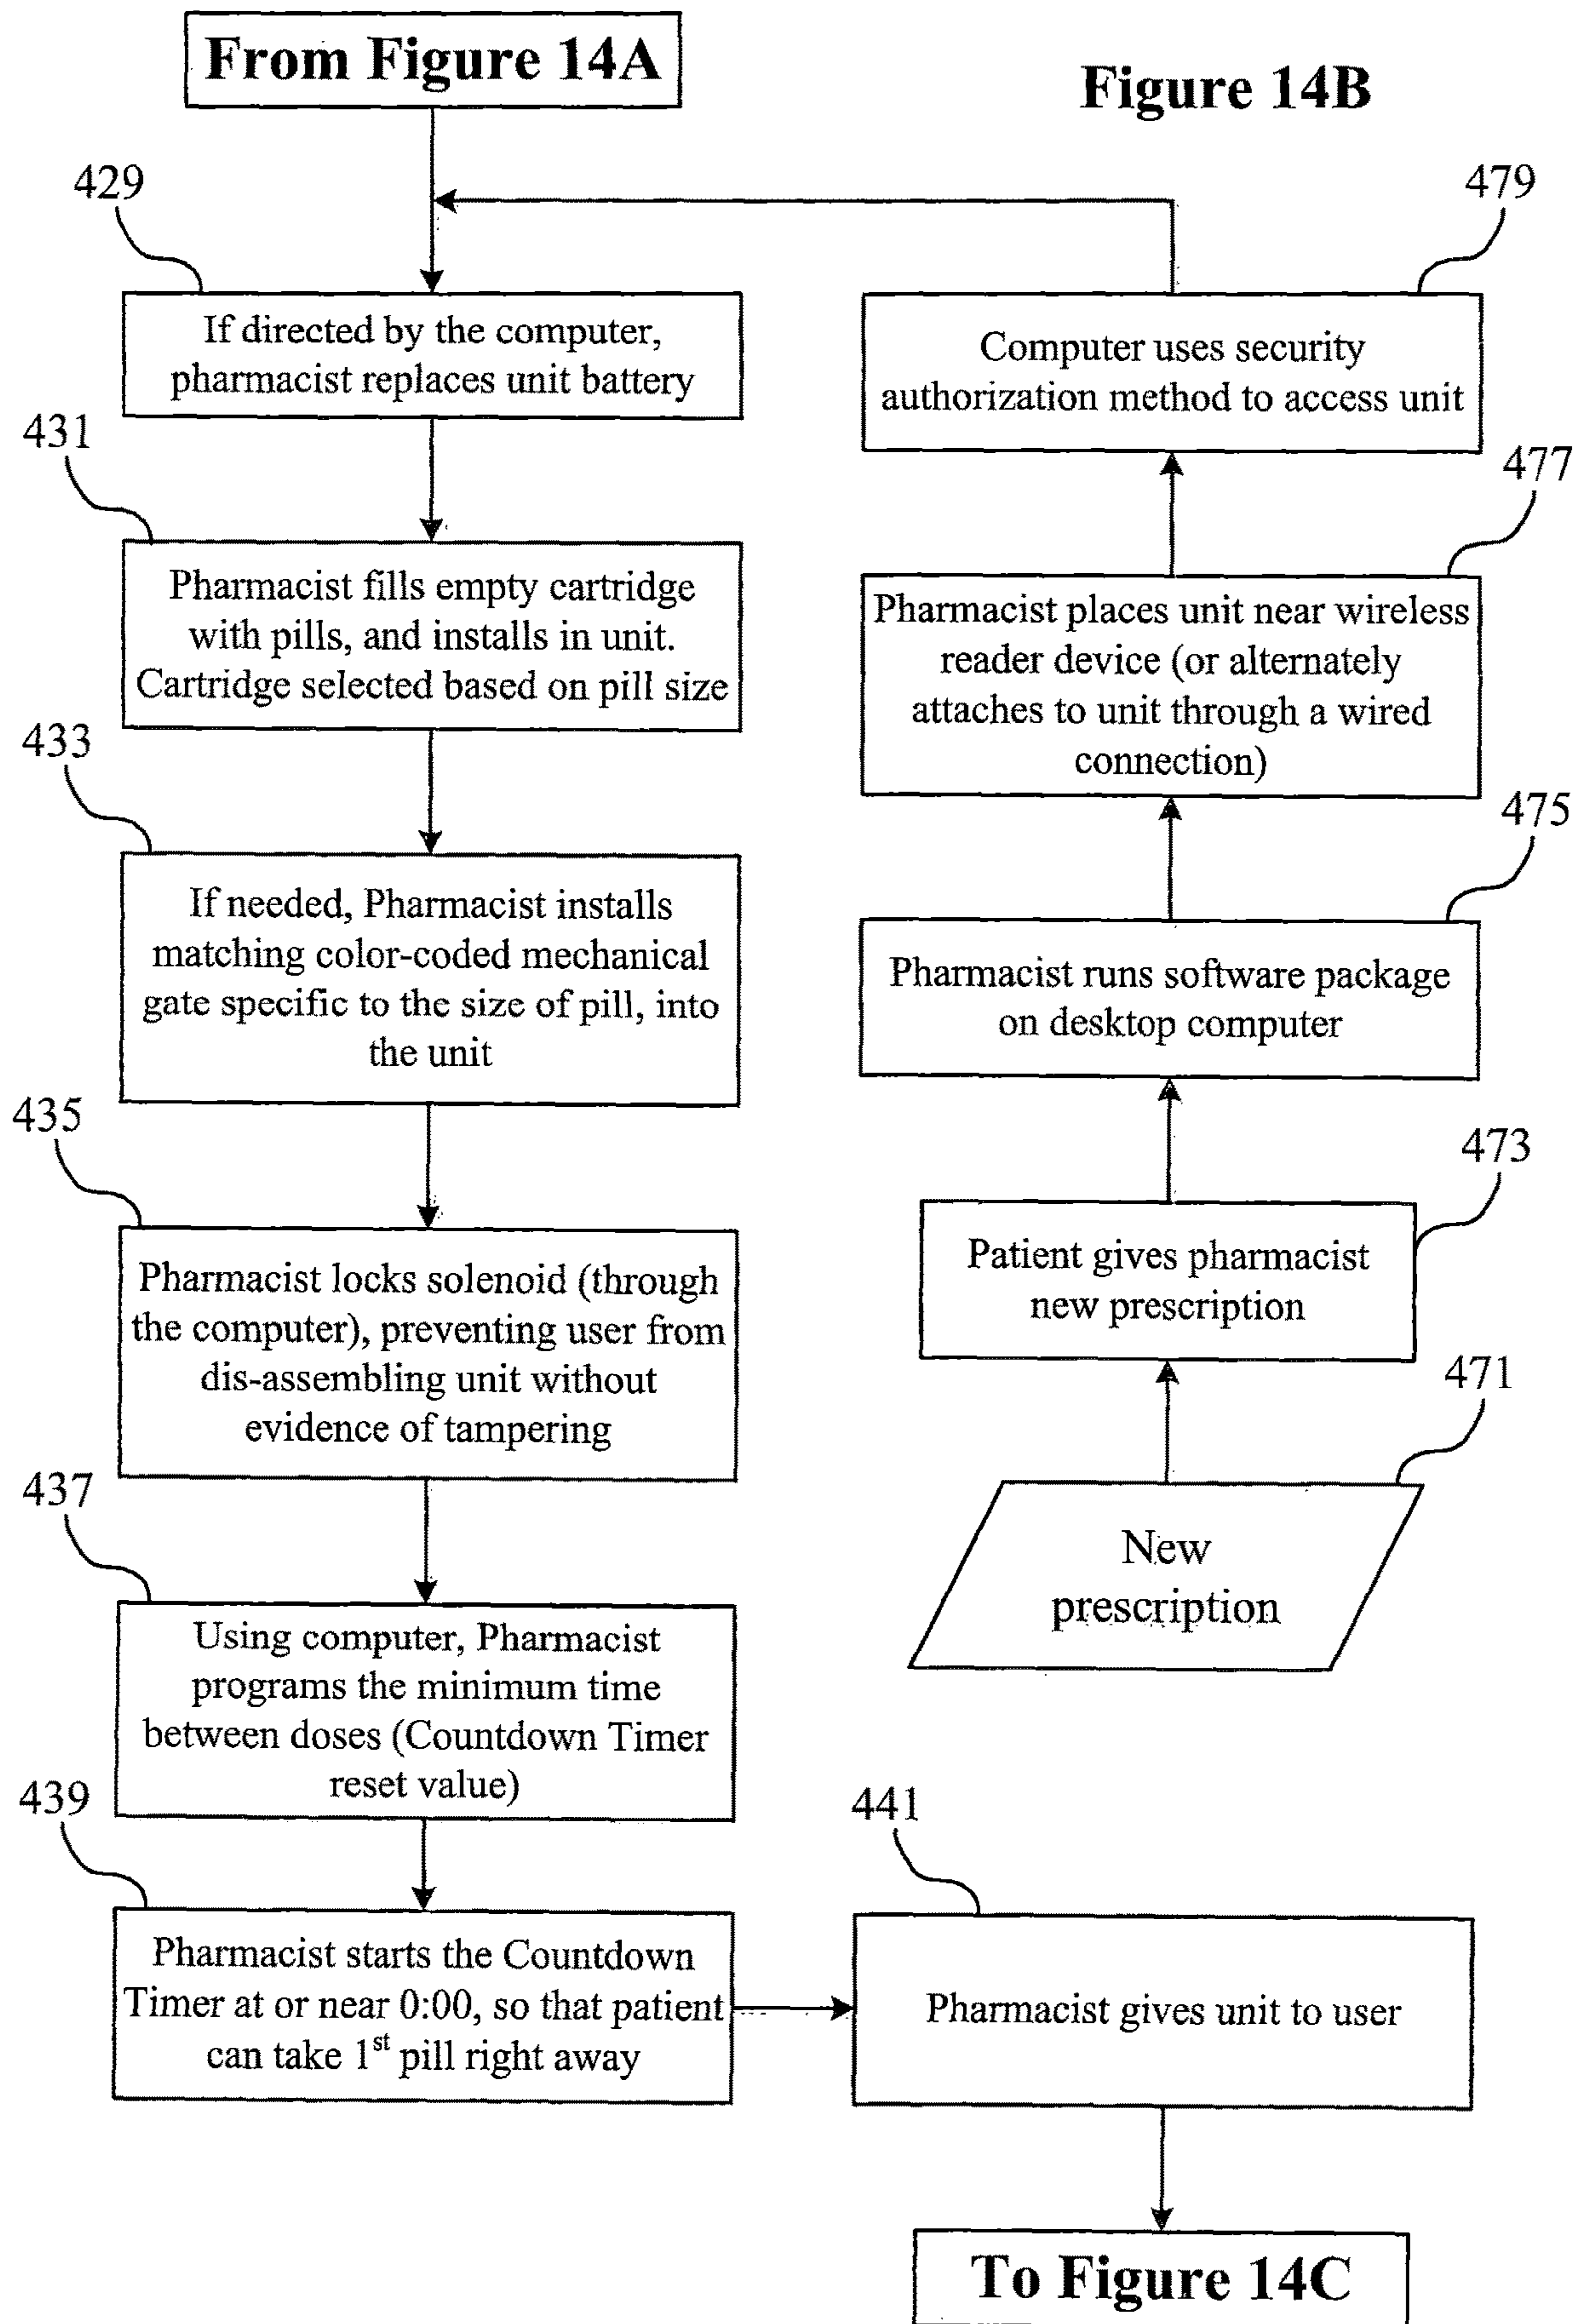 From Figure 14A
Figure 14B
429
If directed by the computer,
pharmacist replaces unit battery
431
Pharmacist fills empty cartridge
with pills, and installs in unit.
Cartridge selected based on pill size
433
If needed, Pharmacist installs
matching color-coded mechanical
gate specific to the size of pill, into
the unit
435
Pharmacist locks solenoid (through
the computer), preventing user from
dis-assembling unit without
evidence of tampering
437
Using computer, Pharmacist
programs the minimum time
between doses (Countdown Timer
reset value)
439
Pharmacist starts the Countdown
Timer at or near 0:00, so that patient
can take 1st pill right away
479
Computer uses security
authorization method to access unit
477
Pharmacist places unit near wireless
reader device (or alternately
attaches to unit through a wired
connection)
475
Pharmacist runs software package
on desktop computer
473
Patient gives pharmacist
new prescription
471
New
prescription
441
Pharmacist gives unit to user
To Figure 14C